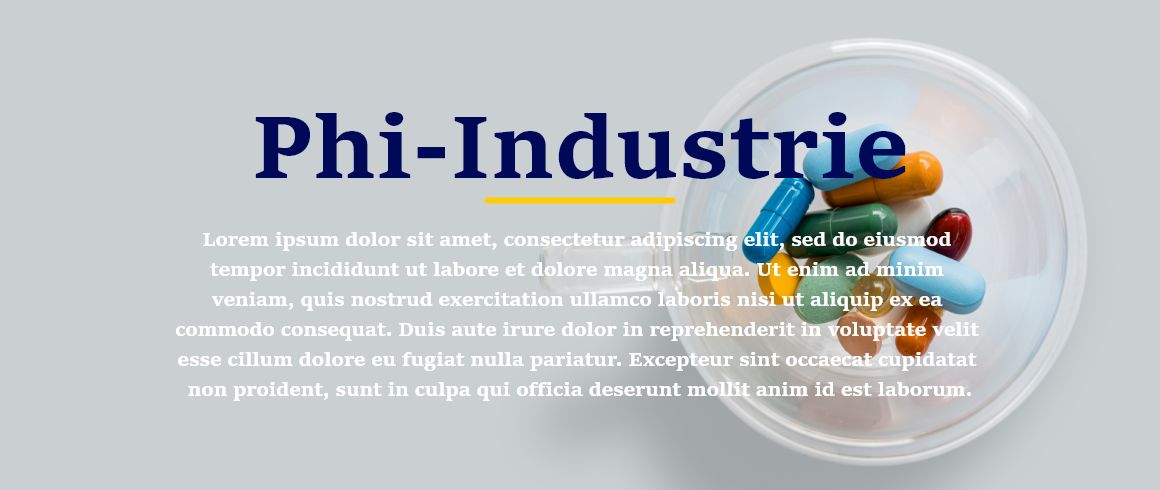 Phi-Industrie
Lorem ipsum dolor sit amet, consectetur adipiscing elit, sed do eiusmod
tempor incididunt ut labore et dolore magna aliqua. Ut enim ad minim
veniam, quis nostrud exercitation ullamco laboris nisi ut aliquip ex ea
commodo consequat. Duis aute irure dolor in reprehenderit in voluptate velit
esse cillum dolore eu fugiat nulla pariatur. Excepteur sint occaecat cupidatat
non proident, sunt in culpa qui officia deserunt mollit anim id est laborum.